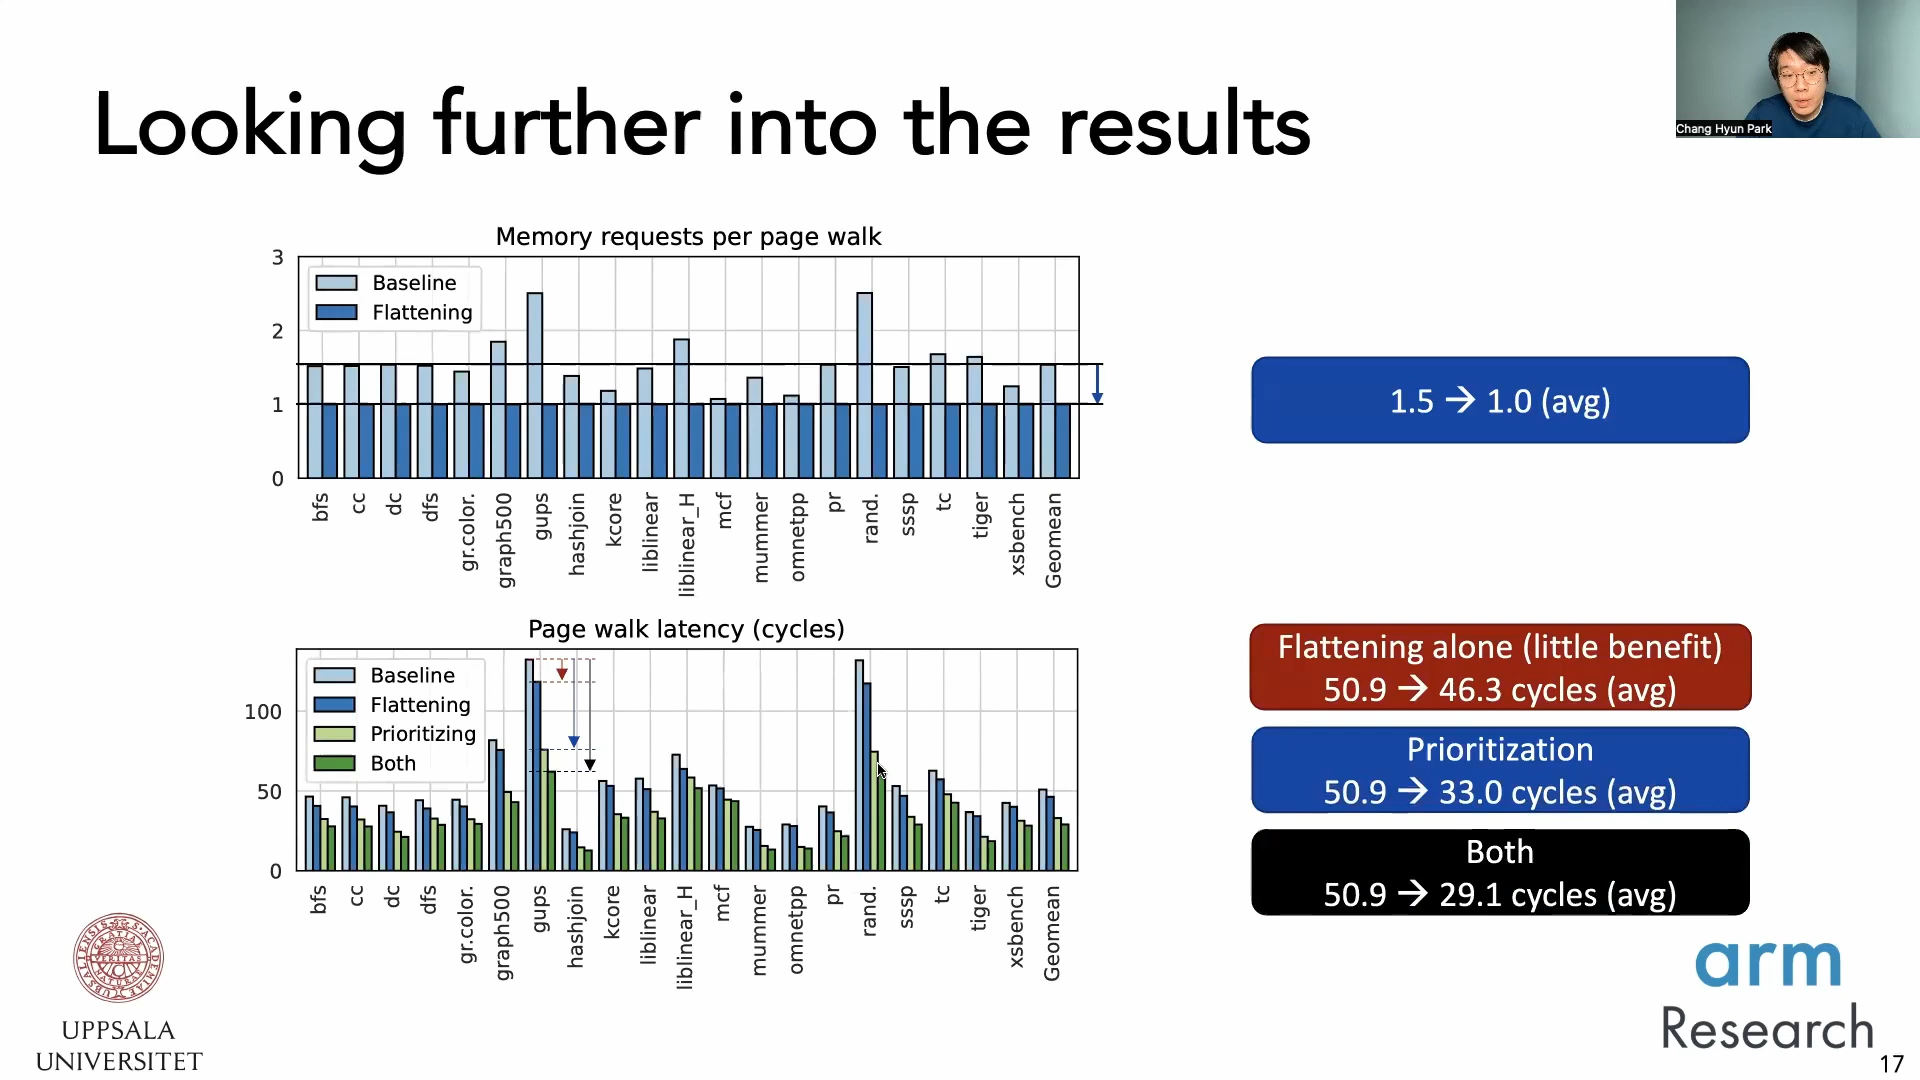 Looking further into the results
Chang Hyun Park
Memory requests per page walk
3
2
1
0
Baseline
Flattening
bfs
cc
dc
dfs
gr.color.
graph500
gups
hashjoin
kcore
liblinear
liblinear_H
mcf
mummer
omnetpp
pr
rand.
sssp
tc
tiger
xsbench
Geomean
1.5 → 1.0 (avg)
Page walk latency (cycles)
100
50
0
Baseline
Flattening
Prioritizing
Both
bfs
cc
dc
dfs
gr.color.
graph500
gups
hashjoin
kcore
liblinear
liblinear_H
mcf
mummer
omnetpp
pr
rand.
sssp
tc
tiger
xsbench
Geomean
Flattening alone (little benefit)
50.9 → 46.3 cycles (avg)
Prioritization
50.9 → 33.0 cycles (avg)
Both
50.9 → 29.1 cycles (avg)
UPPSALA
UNIVERSITET
arm
Research
17